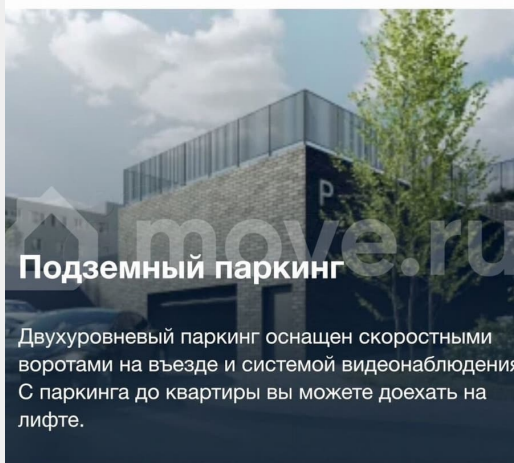 P
move.ru
Подземный паркинг
Двухуровневый паркинг оснащен скоростными
воротами на въезде и системой видеонаблюдения
С паркинга до квартиры вы можете доехать на
лифте.